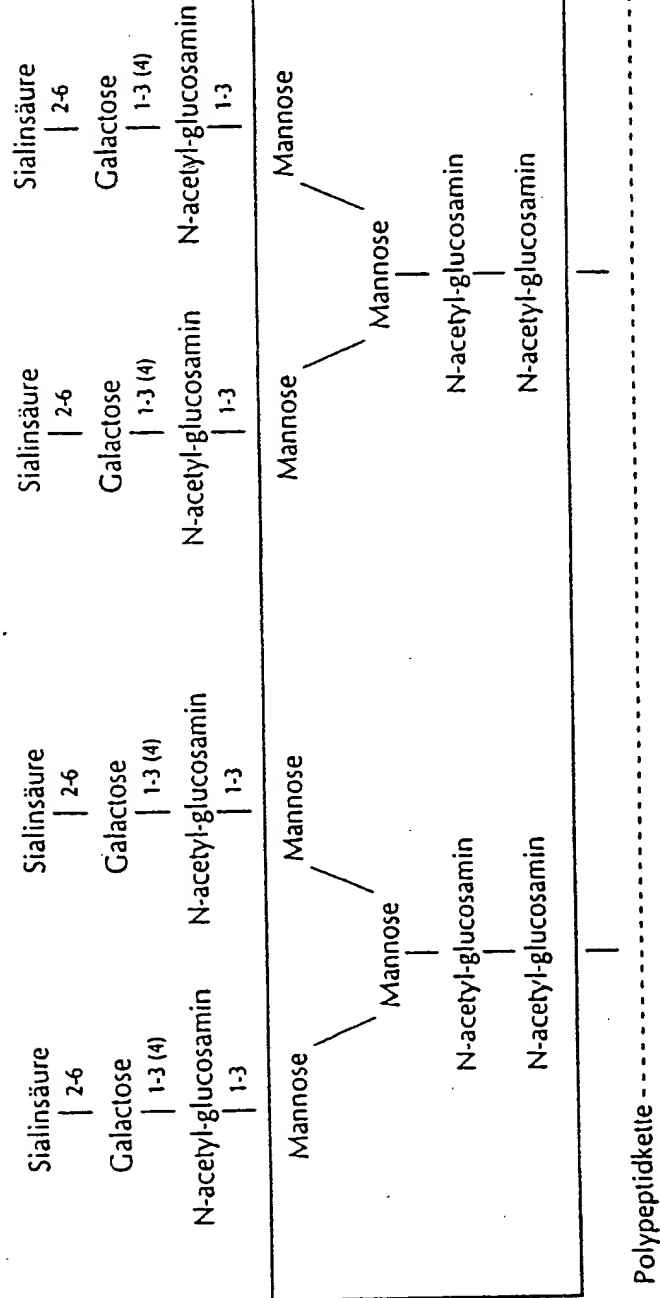 Sialinsäure Sialinsäure Sialinsäure Sialinsäure
2-6 2-6 2-6 2-6
Galactose Galactose Galactose Galactose
1-3 (4) 1-3 (4) 1-3 (4) 1-3 (4)
N-acetyl-glucosamin N-acetyl-glucosamin N-acetyl-glucosamin N-acetyl-glucosamin
1-3 1-3 1-3 1-3
Mannose Mannose Mannose Mannose
Mannose Mannose
N-acetyl-glucosamin N-acetyl-glucosamin
N-acetyl-glucosamin N-acetyl-glucosamin
Polypeptidkette